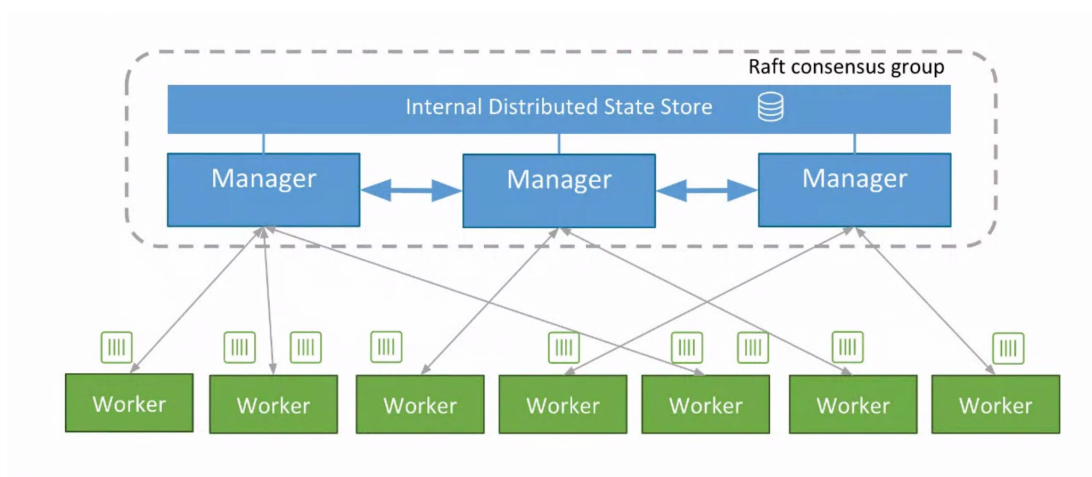 Raft consensus group
Internal Distributed State Store
Manager
Manager
Manager
Worker
Worker
Worker
Worker
Worker
Worker
Worker